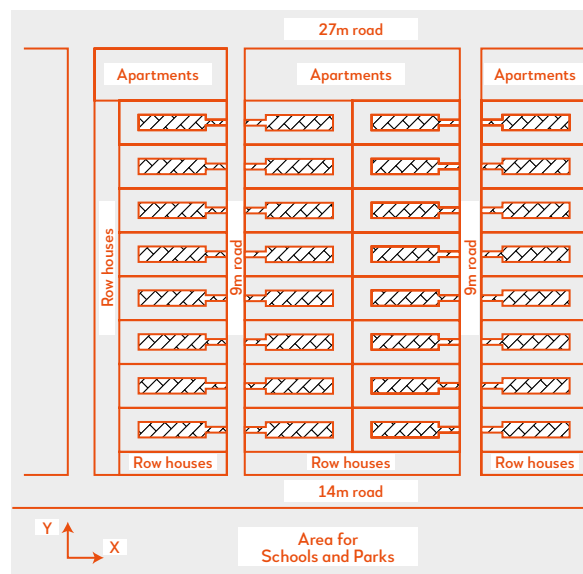 27m road
Apartments
Apartments
Apartments
Row houses
9m road
9m road
Row houses
Row houses
Row houses
14m road
Y
X
Area for
Schools and Parks